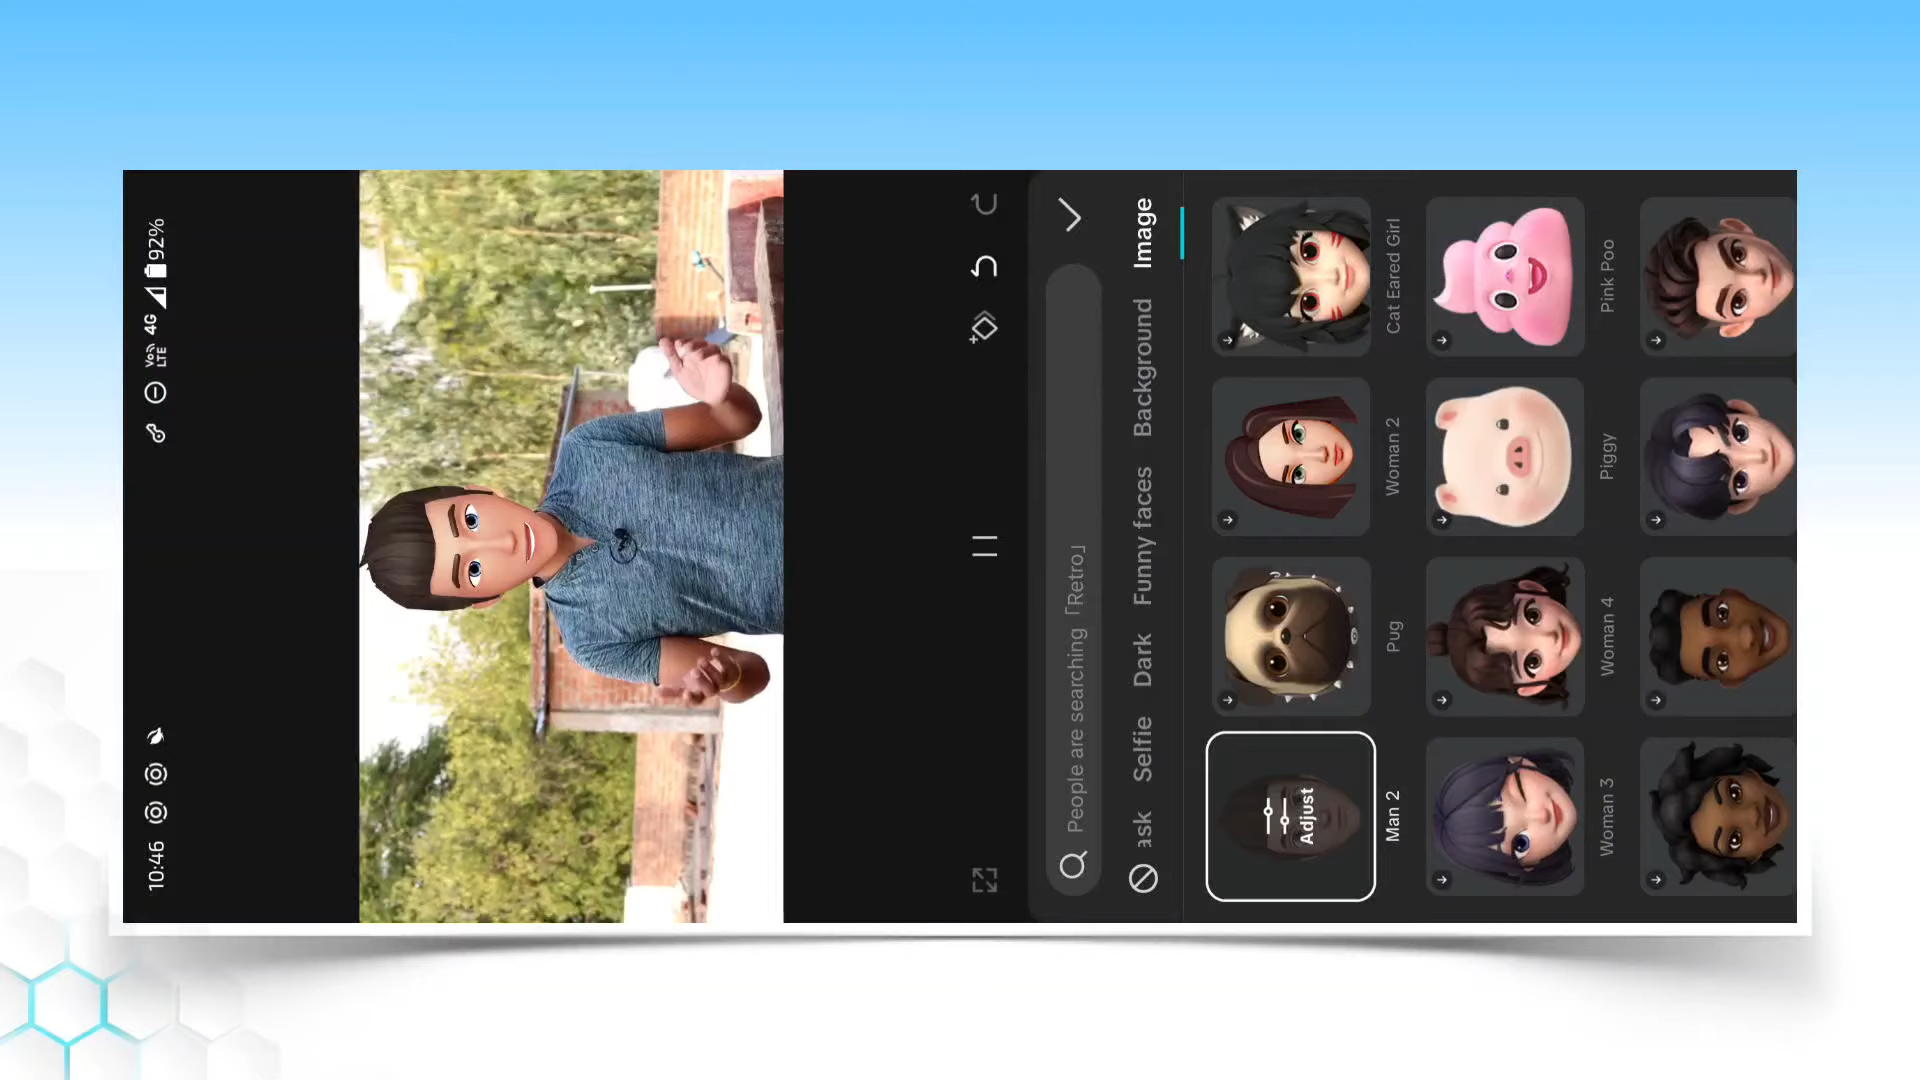 10:46
Vo))
LTE
4G
92%
People are searching「Retro」
ask Selfie Dark Funny faces Background Image
Adjust
Man 2 Pug Woman 2 Cat Eared Girl
Woman 3 Woman 4 Piggy Pink Poo